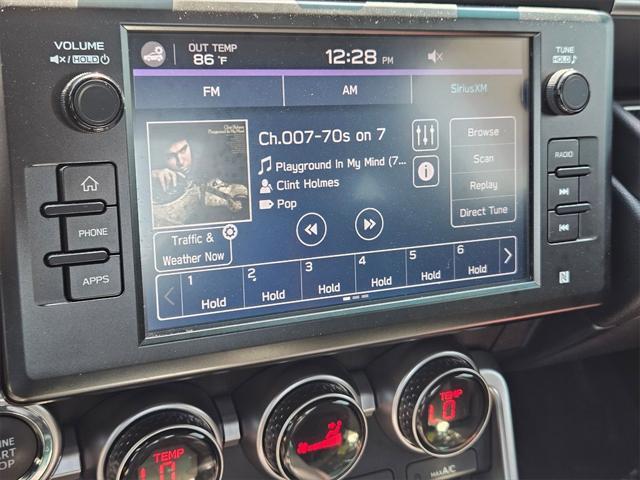 VOLUME
/HOLD
OUT TEMP
86°F
12:28 PM
TUNE
HOLD
FM
AM
SiriusXM
Ch.007-70s on 7
Playground In My Mind (7...
Clint Holmes
Pop
Browse
Scan
Replay
Direct Tune
Traffic &
Weather Now
1 Hold
2 Hold
3 Hold
4 Hold
5 Hold
6 Hold
PHONE
APPS
RADIO
TEMP
LO
TEMP
LO
MAX A/C